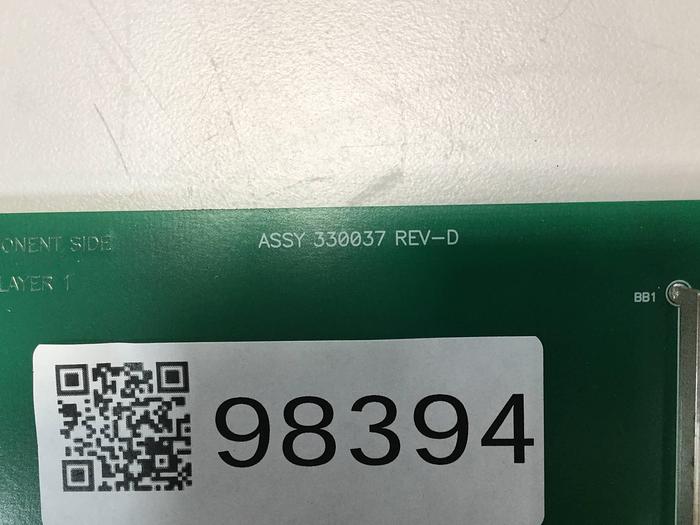 ONENT SIDE
ASSY 330037 REV-D
LAYER 1
BB1
98394